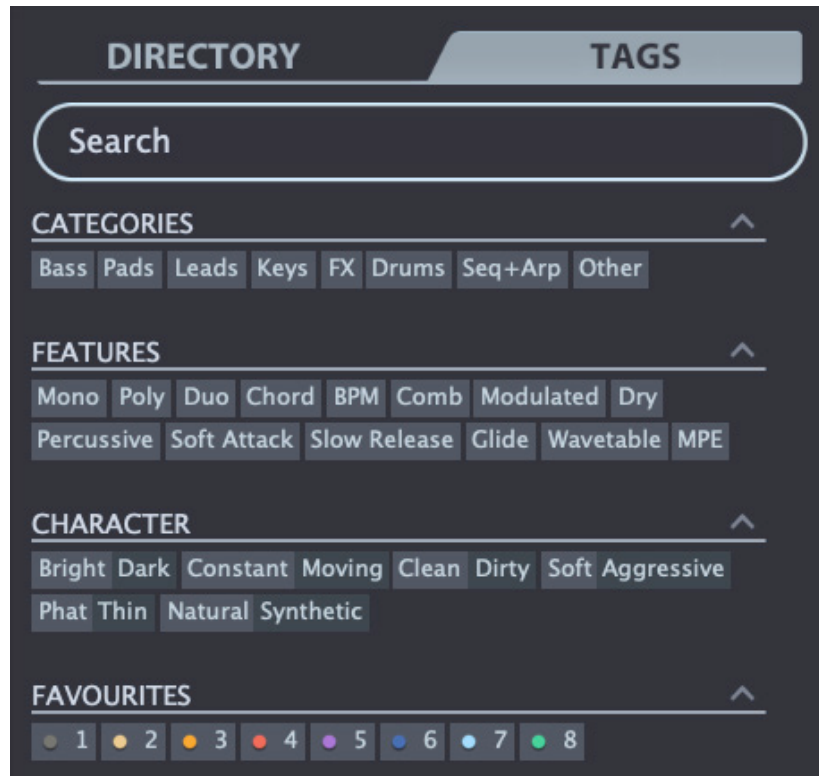 DIRECTORY TAGS
Search
CATEGORIES
Bass Pads Leads Keys FX Drums Seq+Arp Other
FEATURES
Mono Poly Duo Chord BPM Comb Modulated Dry
Percussive Soft Attack Slow Release Glide Wavetable MPE
CHARACTER
Bright Dark Constant Moving Clean Dirty Soft Aggressive
Phat Thin Natural Synthetic
FAVOURITES
1 2 3 4 5 6 7 8